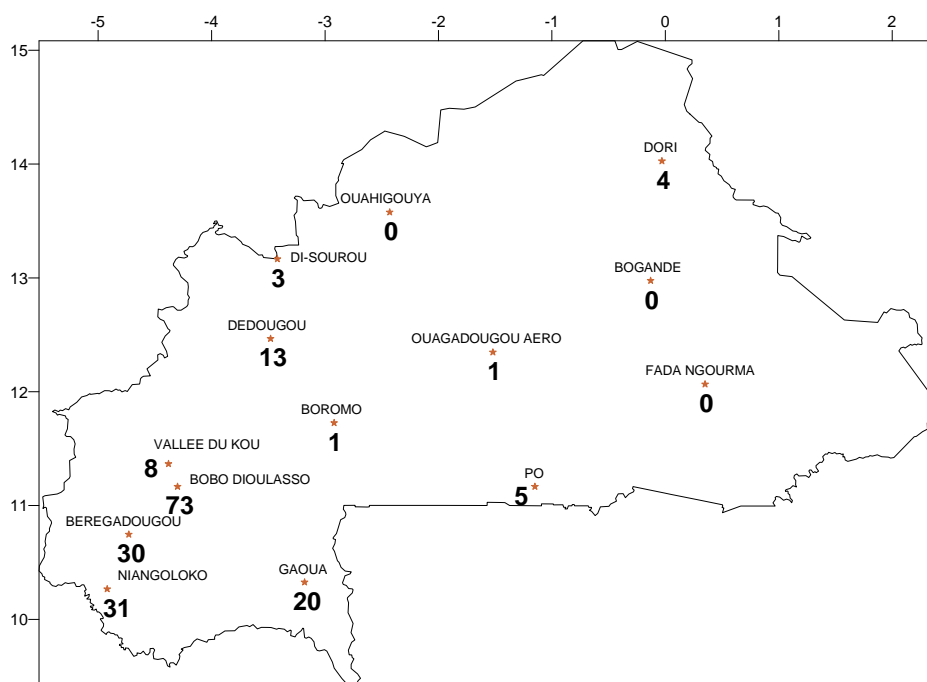 -5 -4 -3 -2 -1 0 1 2
15
14
13
12
11
10
DORI
4
OUAHIGOUYA
0
DI-SOUROU
3
BOGANDE
0
DEDOUGOU
13
OUAGADOUGOU AERO
1
FADA NGOURMA
0
BOROMO
1
VALLEE DU KOU
8
BOBO DIOULASSO
73
PO
5
BEREGADOUGOU
30
NIANGOLOKO
31
GAOUA
20